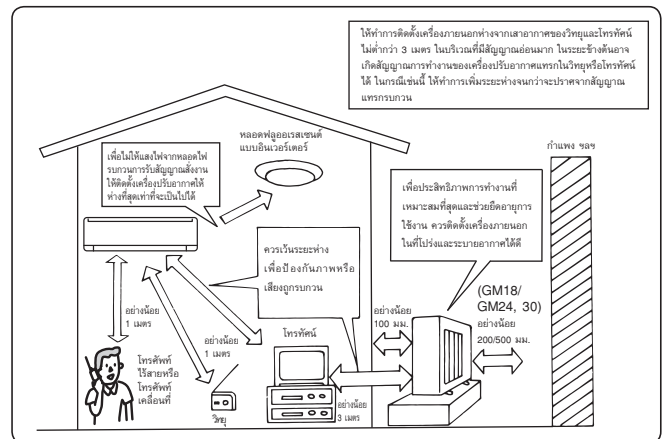 ให้ทำการติดตั้งเครื่องภายนอกห่างจากเสาอากาศของวิทยุและโทรทัศน์
ไม่ต่ำกว่า 3 เมตร ในบริเวณที่มีสัญญาณอ่อนมาก ในระยะข้างต้นอาจ
เกิดสัญญาณการทำงานของเครื่องปรับอากาศแทรกในวิทยุหรือโทรทัศน์
ได้ ในกรณีเช่นนี้ ให้ทำการเพิ่มระยะห่างจนกว่าจะปราศจากสัญญาณ
แทรกรบกวน
หลอดฟลูออเรสเซนต์
แบบอินเวอร์เตอร์
กำแพง ฯลฯ
เพื่อไม่ให้แสงไฟจากหลอดไฟ
รบกวนการรับสัญญาณสั่งงาน
ให้ติดตั้งเครื่องปรับอากาศให้
ห่างที่สุดเท่าที่จะเป็นไปได้
เพื่อประสิทธิภาพการทำงานที่
เหมาะสมที่สุดและช่วยยืดอายุการ
ใช้งาน ควรติดตั้งเครื่องภายนอก
ในที่โปร่งและระบายอากาศได้ดี
ควรเว้นระยะห่าง
เพื่อป้องกันภาพหรือ
เสียงถูกรบกวน
(GM18/
GM24, 30)
อย่างน้อย
200/500 มม.
อย่างน้อย
100 มม.
อย่างน้อย
1 เมตร
อย่างน้อย
1 เมตร
โทรทัศน์
โทรศัพท์
ไร้สายหรือ
โทรศัพท์
เคลื่อนที่
วิทยุ
อย่างน้อย
3 เมตร